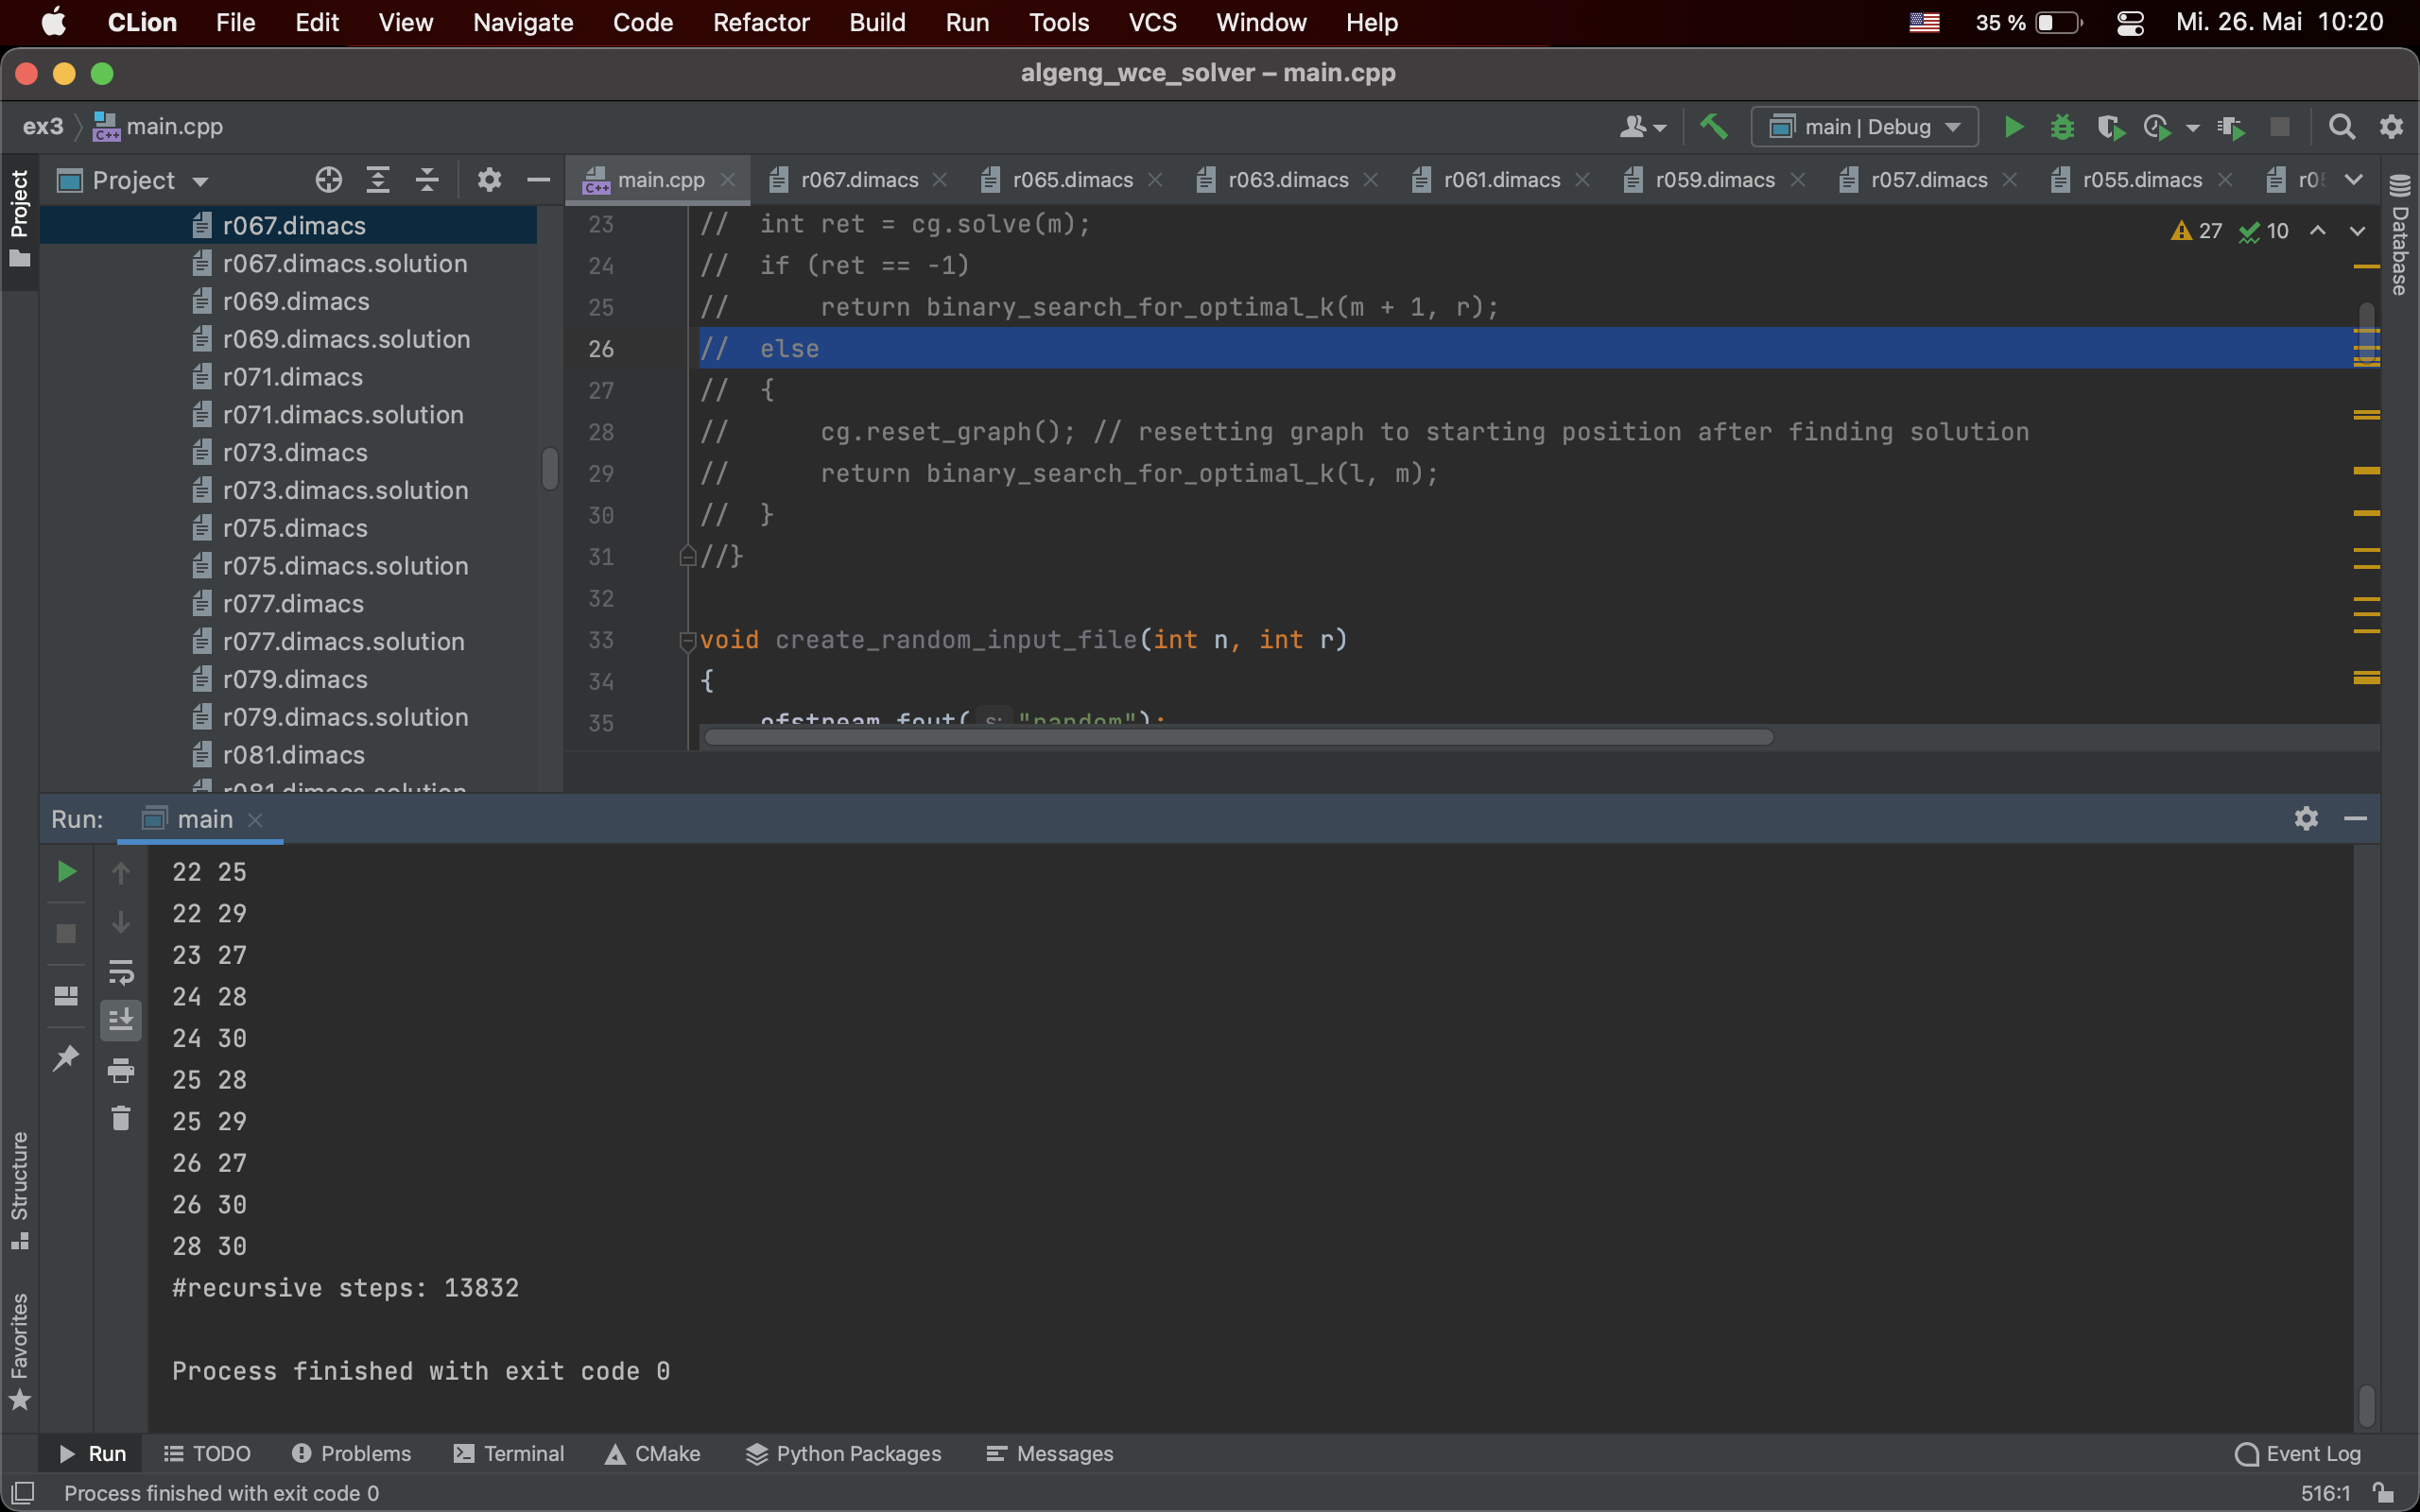 CLion File Edit View Navigate Code Refactor Build Run Tools VCS Window Help 35 % Mi. 26. Mai 10:20
algeng_wce_solver – main.cpp
ex3 main.cpp main | Debug
Project
Project
main.cpp r067.dimacs r065.dimacs r063.dimacs r061.dimacs r059.dimacs r057.dimacs r055.dimacs
Database
27 10
r067.dimacs
r067.dimacs.solution
r069.dimacs
r069.dimacs.solution
r071.dimacs
r071.dimacs.solution
r073.dimacs
r073.dimacs.solution
r075.dimacs
r075.dimacs.solution
r077.dimacs
r077.dimacs.solution
r079.dimacs
r079.dimacs.solution
r081.dimacs
r081.dimacs.solution
23 // int ret = cg.solve(m);
24 // if (ret == -1)
25 // return binary_search_for_optimal_k(m + 1, r);
26 // else
27 // {
28 // cg.reset_graph(); // resetting graph to starting position after finding solution
29 // return binary_search_for_optimal_k(l, m);
30 // }
31 //}
32
33 void create_random_input_file(int n, int r)
34 {
35 ofstream fout( s: "random");
Run: main
22 25
22 29
23 27
24 28
24 30
25 28
25 29
26 27
26 30
28 30
#recursive steps: 13832
Process finished with exit code 0
Structure
Favorites
Run TODO Problems Terminal CMake Python Packages Messages Event Log
Process finished with exit code 0 516:1